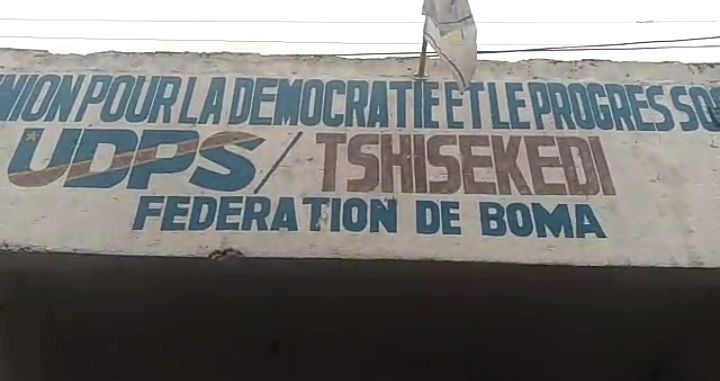 NION POUR LA DEMOCRATIE ET LE PROGRES SO
UDPS/TSHISEKEDI
FEDERATION DE BOMA